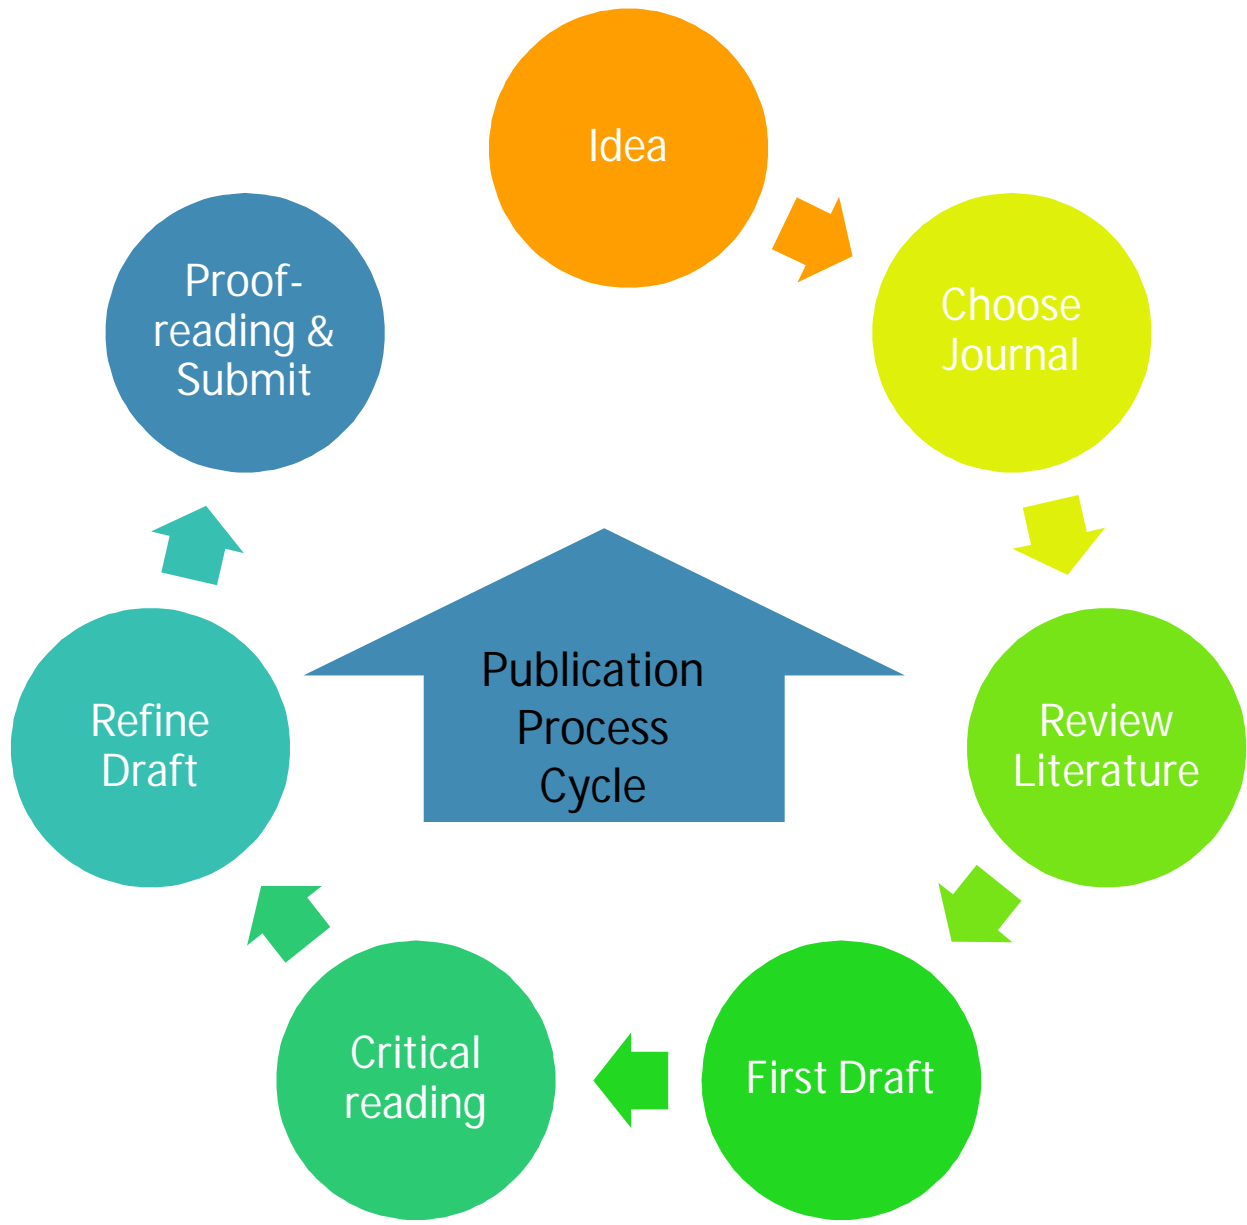 Idea
Choose
Journal
Review
Literature
First Draft
Critical
reading
Refine
Draft
Proof-
reading &
Submit
Publication
Process
Cycle